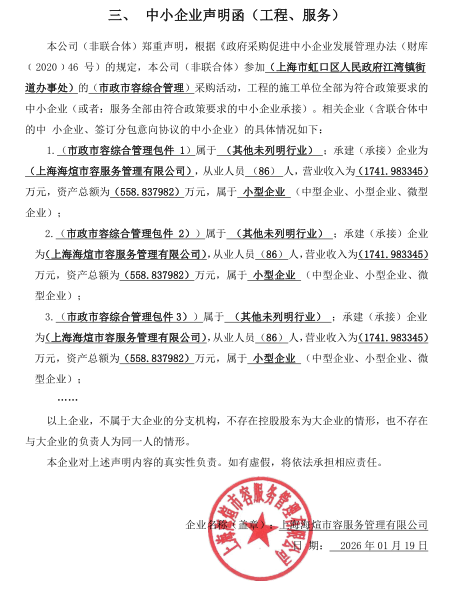 三、 中小企业声明函（工程、服务）
本公司（非联合体）郑重声明，根据《政府采购促进中小企业发展管理办法（财库
﹝2020﹞46 号）的规定，本公司（非联合体）参加（上海市虹口区人民政府江湾镇街
道办事处）的（市政市容综合管理）采购活动，工程的施工单位全部为符合政策要求的
中小企业（或者：服务全部由符合政策要求的中小企业承接）。相关企业（含联合体中
的中 小企业、签订分包意向协议的中小企业）的具体情况如下：
1.（市政市容综合管理包件 1）属于（其他未列明行业）；承建（承接）企业为
（上海海煊市容服务管理有限公司），从业人员（86）人，营业收入为（1741.983345）
万元，资产总额为（558.837982）万元，属于 小型企业 （中型企业、小型企业、微型
企业）；
2.（市政市容综合管理包件 2））属于（其他未列明行业）；承建（承接）企业
为（上海海煊市容服务管理有限公司），从业人员（86）人，营业收入为（1741.983345）
万元，资产总额为（558.837982）万元，属于 小型企业 （中型企业、小型企业、微
型企业）；
3.（市政市容综合管理包件 3））属于（其他未列明行业）；承建（承接）企业
为（上海海煊市容服务管理有限公司），从业人员（86）人，营业收入为（1741.983345）
万元，资产总额为（558.837982）万元，属于 小型企业 （中型企业、小型企业、微
型企业）；
……
以上企业，不属于大企业的分支机构，不存在控股股东为大企业的情形，也不存在
与大企业的负责人为同一人的情形。
本企业对上述声明内容的真实性负责。如有虚假，将依法承担相应责任。
企业名称（盖章）：上海海煊市容服务管理有限公司
日 期： 2026 年 01 月 19 日
上海海煊市容服务管理有限公司